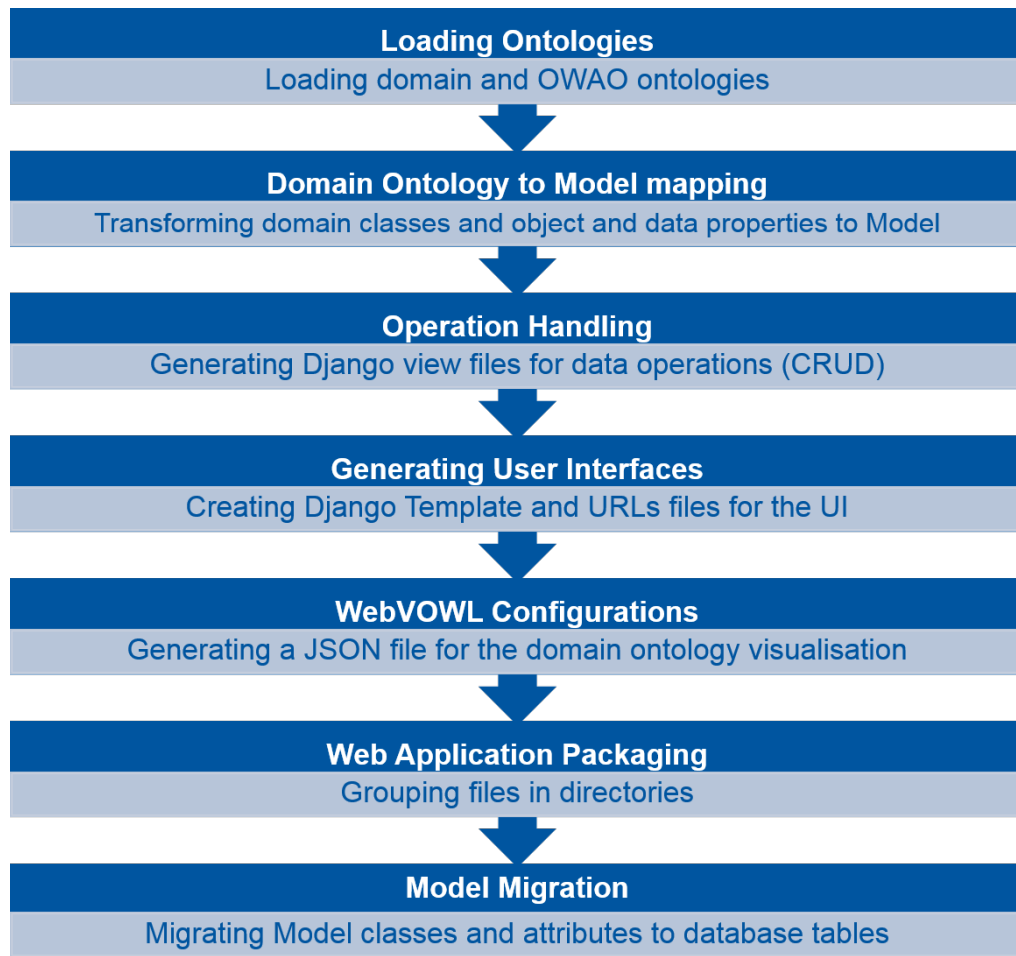 Loading Ontologies
Loading domain and OWAO ontologies
Domain Ontology to Model mapping
Transforming domain classes and object and data properties to Model
Operation Handling
Generating Django view files for data operations (CRUD)
Generating User Interfaces
Creating Django Template and URLs files for the UI
WebVOWL Configurations
Generating a JSON file for the domain ontology visualisation
Web Application Packaging
Grouping files in directories
Model Migration
Migrating Model classes and attributes to database tables